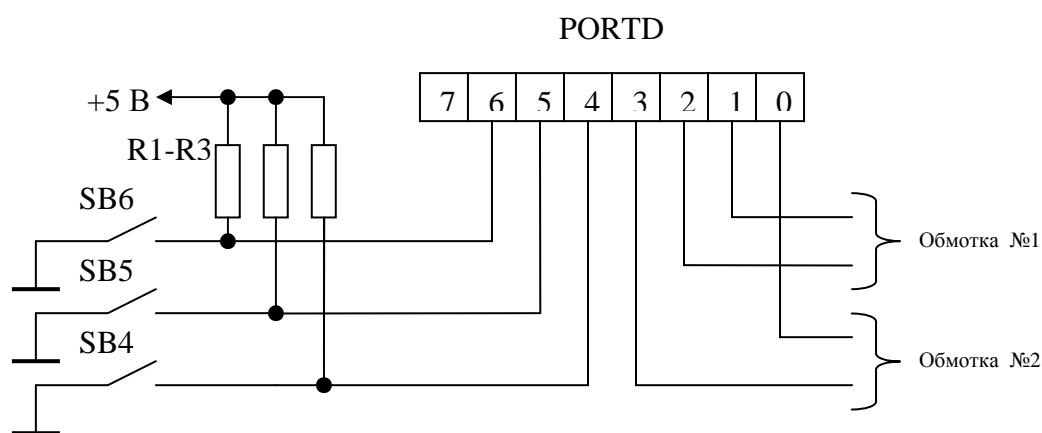 PORTD
+5 В
7 6 5 4 3 2 1 0
R1-R3
SB6
SB5
SB4
Обмотка №1
Обмотка №2